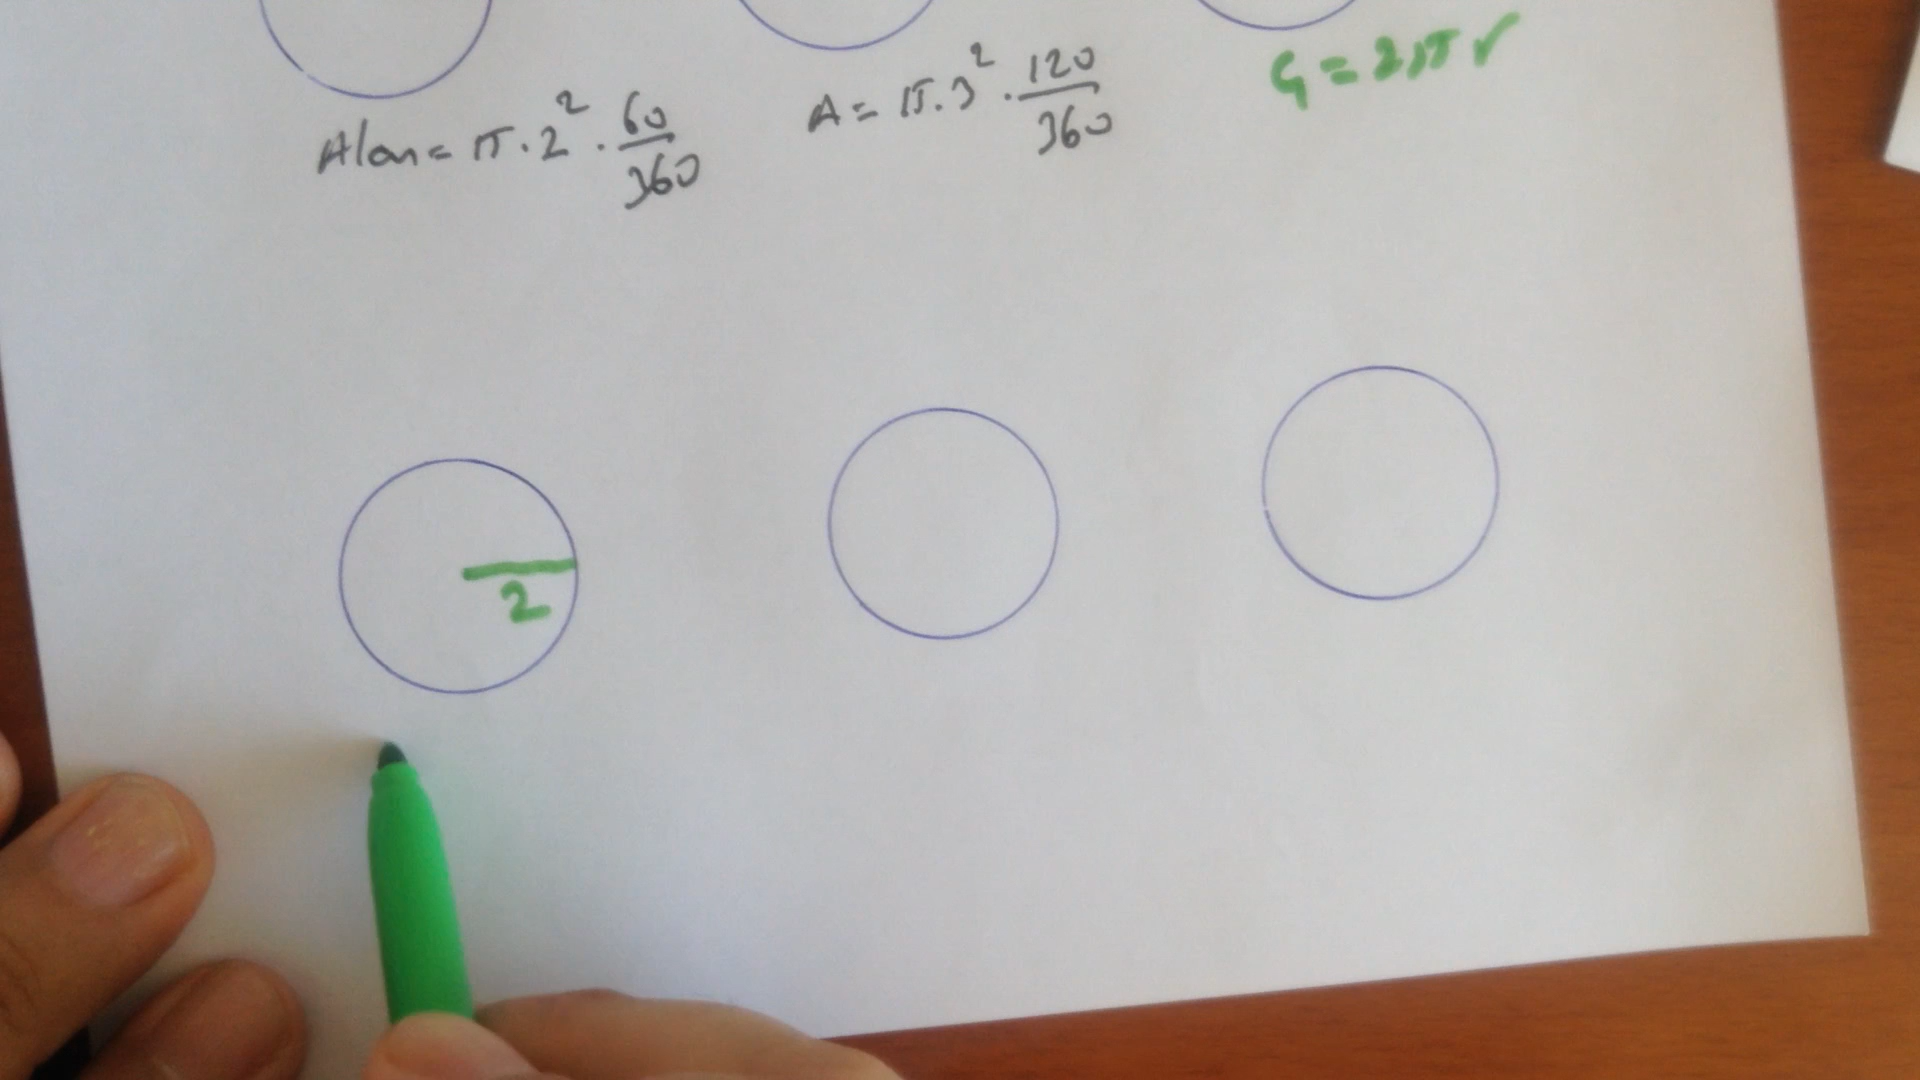 Alan = π.2² . 60/360
A = π.3² . 120/360
Ç = 2πr
2